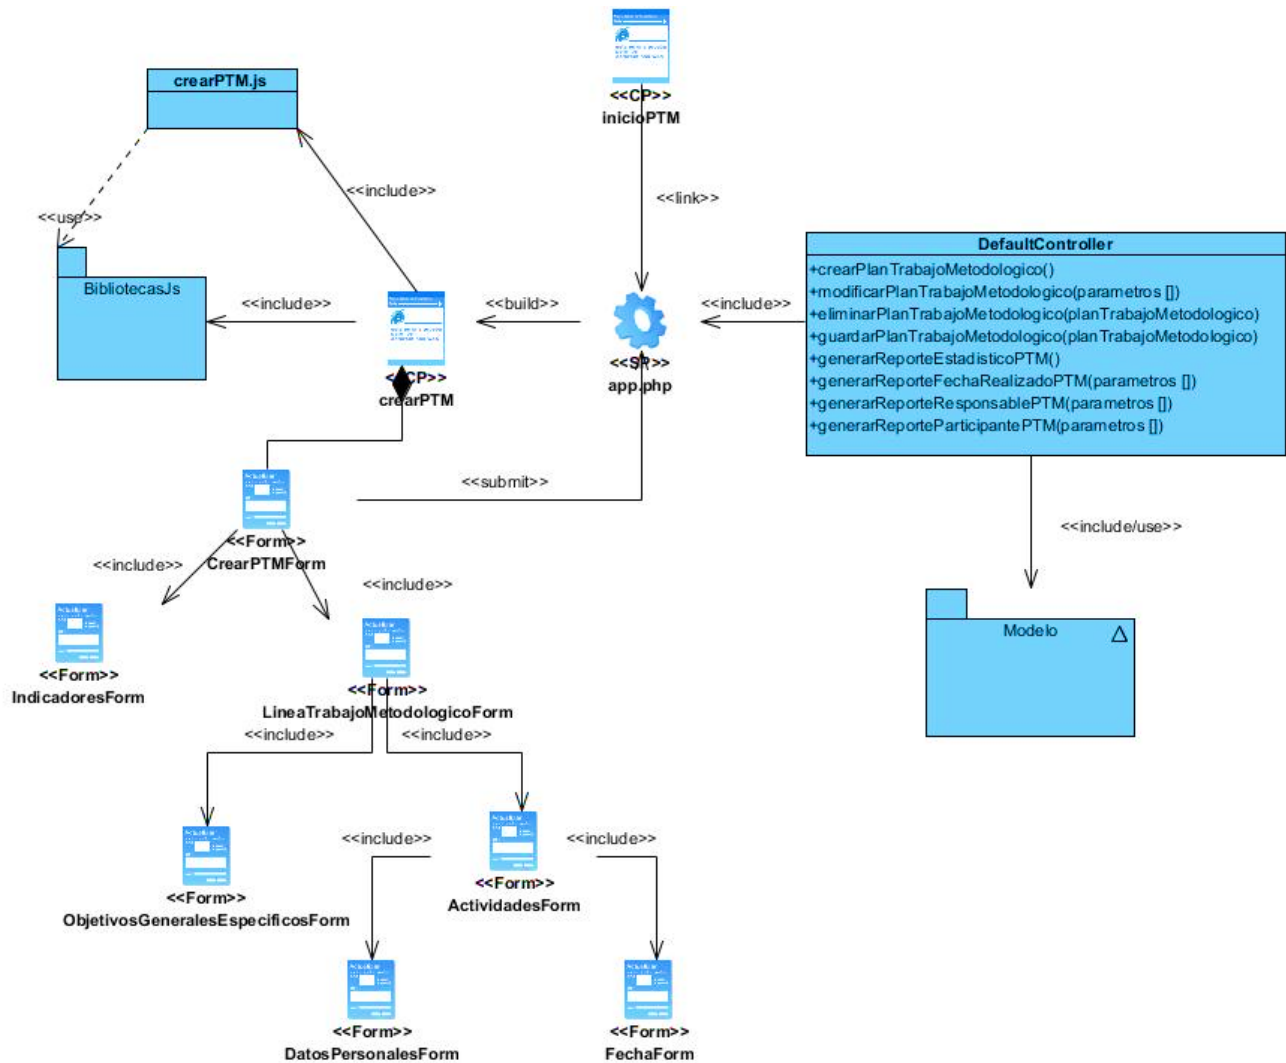 <<CP>>
inicioPTM
crearPTM.js
<<include>>
<<link>>
<<use>>
DefaultController
+crearPlanTrabajoMetodologico()
+modificarPlanTrabajoMetodologico(parametros [])
+eliminarPlanTrabajoMetodologico(planTrabajoMetodologico)
+guardarPlanTrabajoMetodologico(planTrabajoMetodologico)
+generarReporteEstadisticoPTM()
+generarReporteFechaRealizadoPTM(parametros [])
+generarReporteResponsablePTM(parametros [])
+generarReporteParticipantePTM(parametros [])
BibliotecasJs
<<include>>
<<build>>
<<include>>
<<CP>>
crearPTM
<<SP>>
app.php
<<submit>>
<<include/use>>
<<Form>>
CrearPTMForm
<<include>>
<<include>>
Modelo
<<Form>>
IndicadoresForm
<<Form>>
LineaTrabajoMetodologicoForm
<<include>>
<<include>>
<<include>>
<<include>>
<<Form>>
ActividadesForm
<<Form>>
ObjetivosGeneralesEspecificosForm
<<Form>>
DatosPersonalesForm
<<Form>>
FechaForm